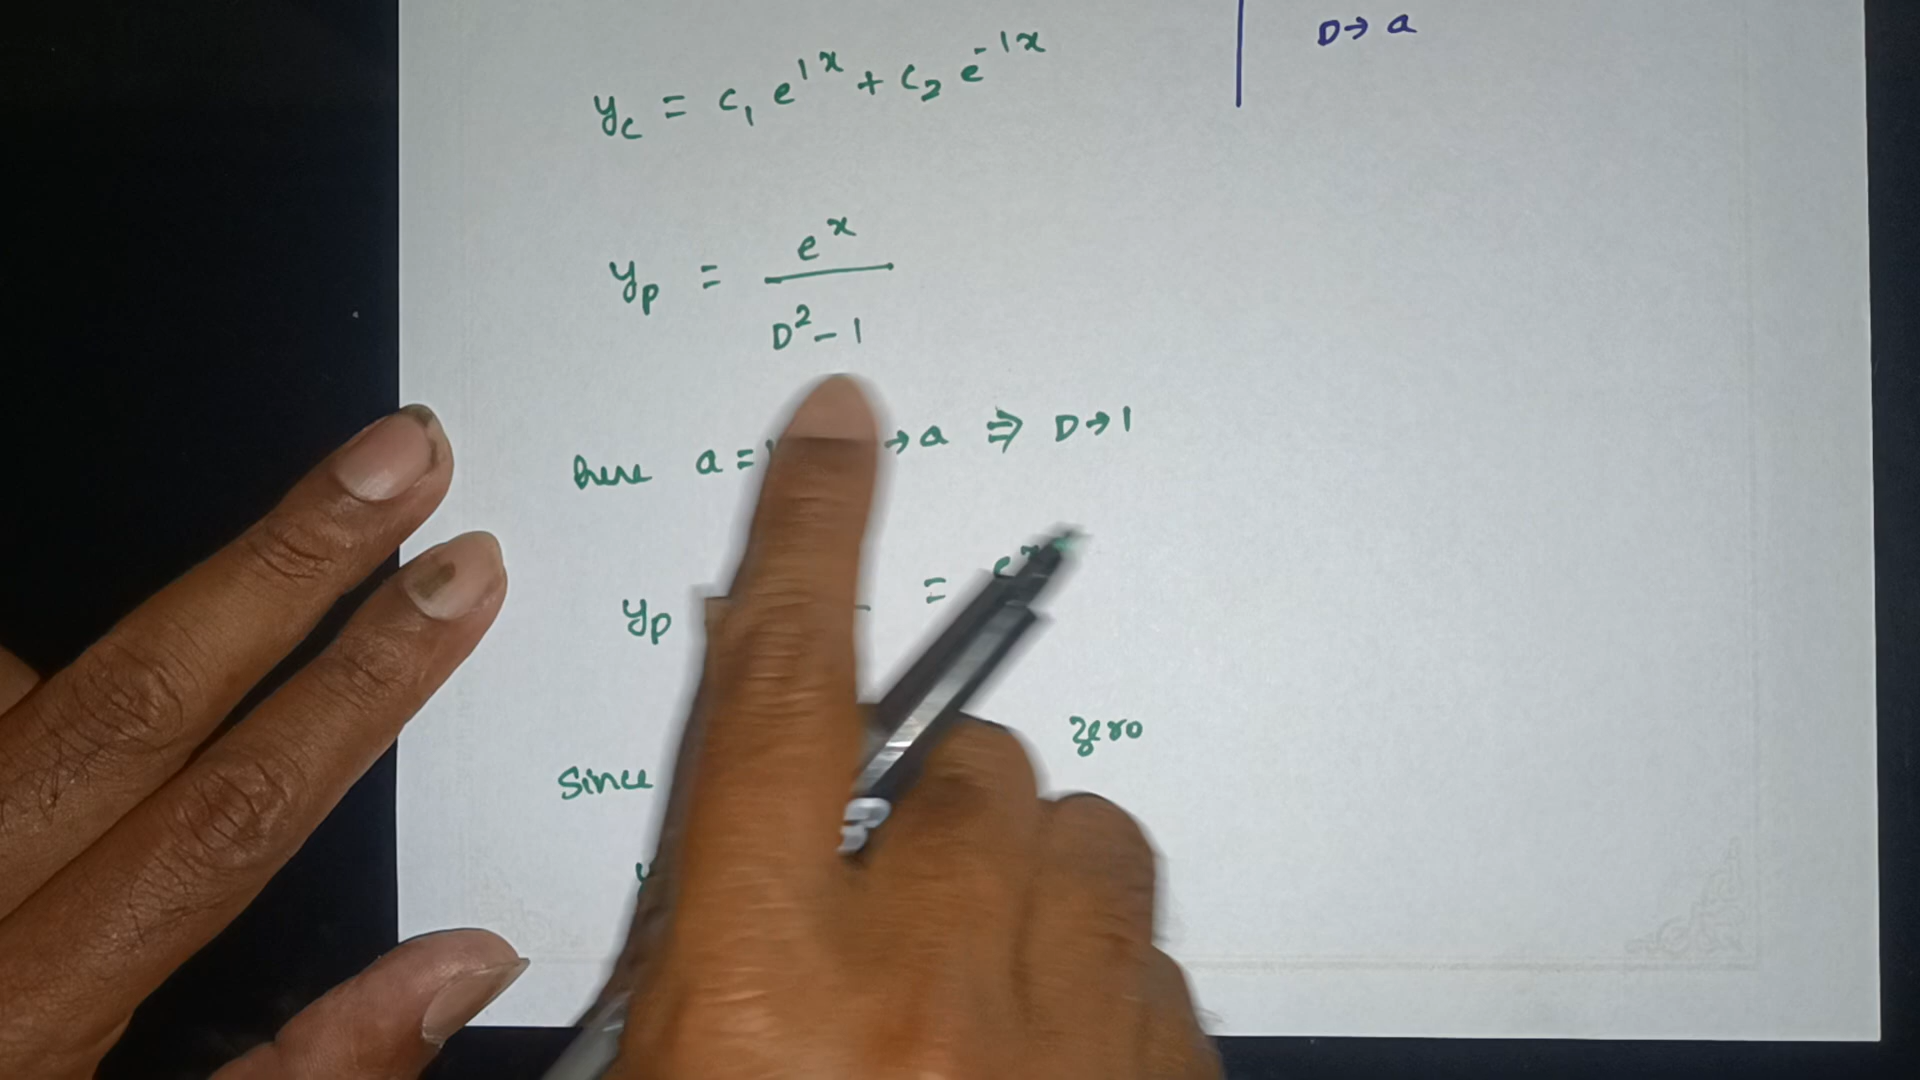 D→ a
y_c = c_1 e^{1x} + c_2 e^{-1x}
y_p = e^x / D^2 - 1
here a = →a ⇒ D→1
y_p =
Since zero